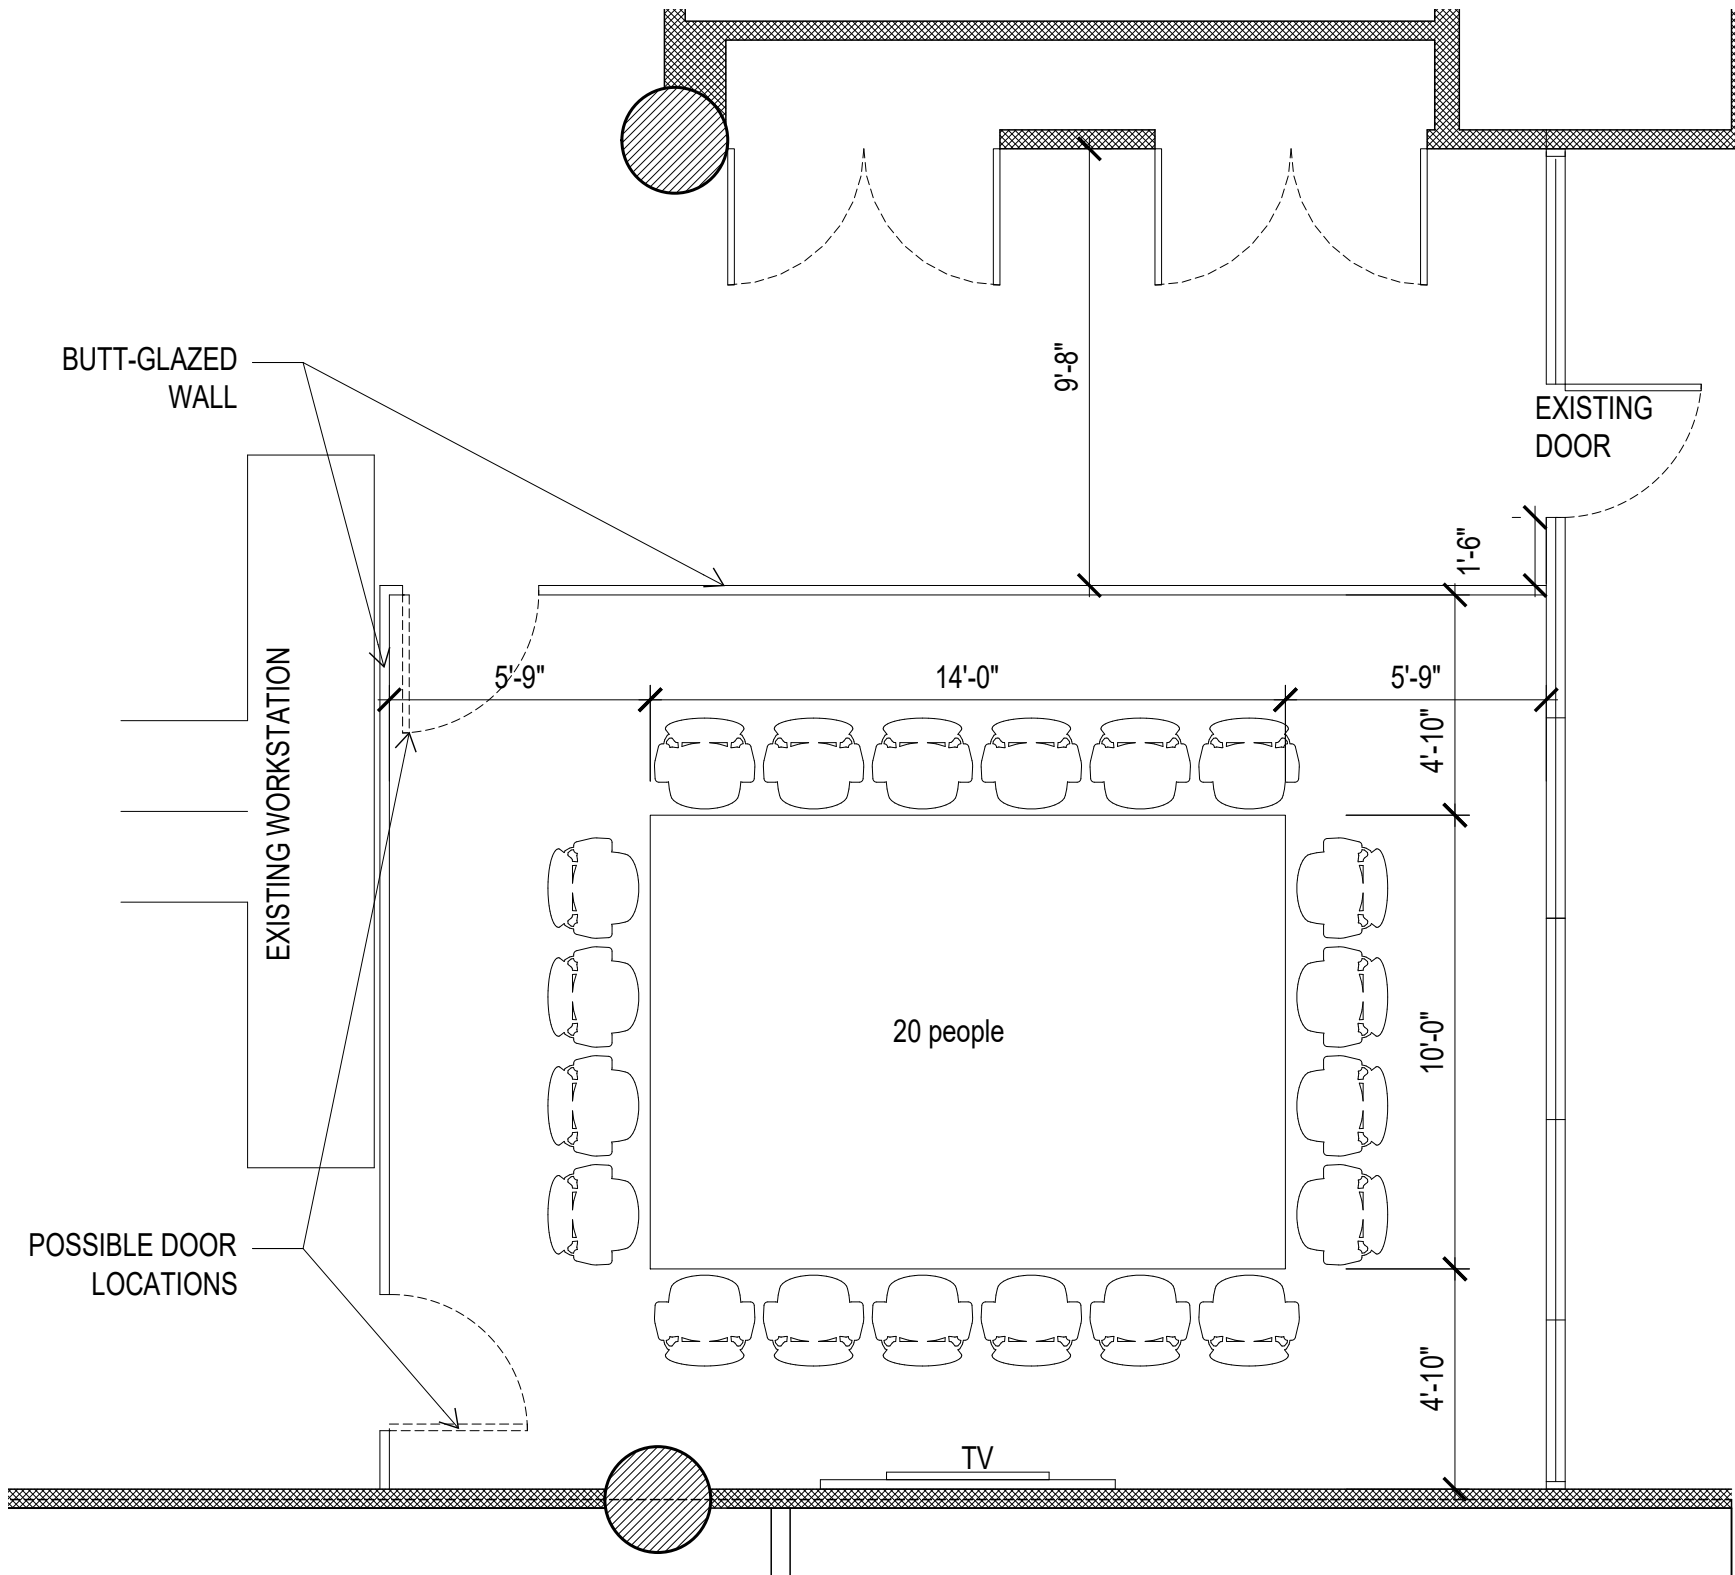 BUTT-GLAZED
WALL
9'-8"
EXISTING
DOOR
1'-6"
EXISTING WORKSTATION
5'-9"
14'-0"
5'-9"
4'-10"
20 people
10'-0"
POSSIBLE DOOR
LOCATIONS
4'-10"
TV